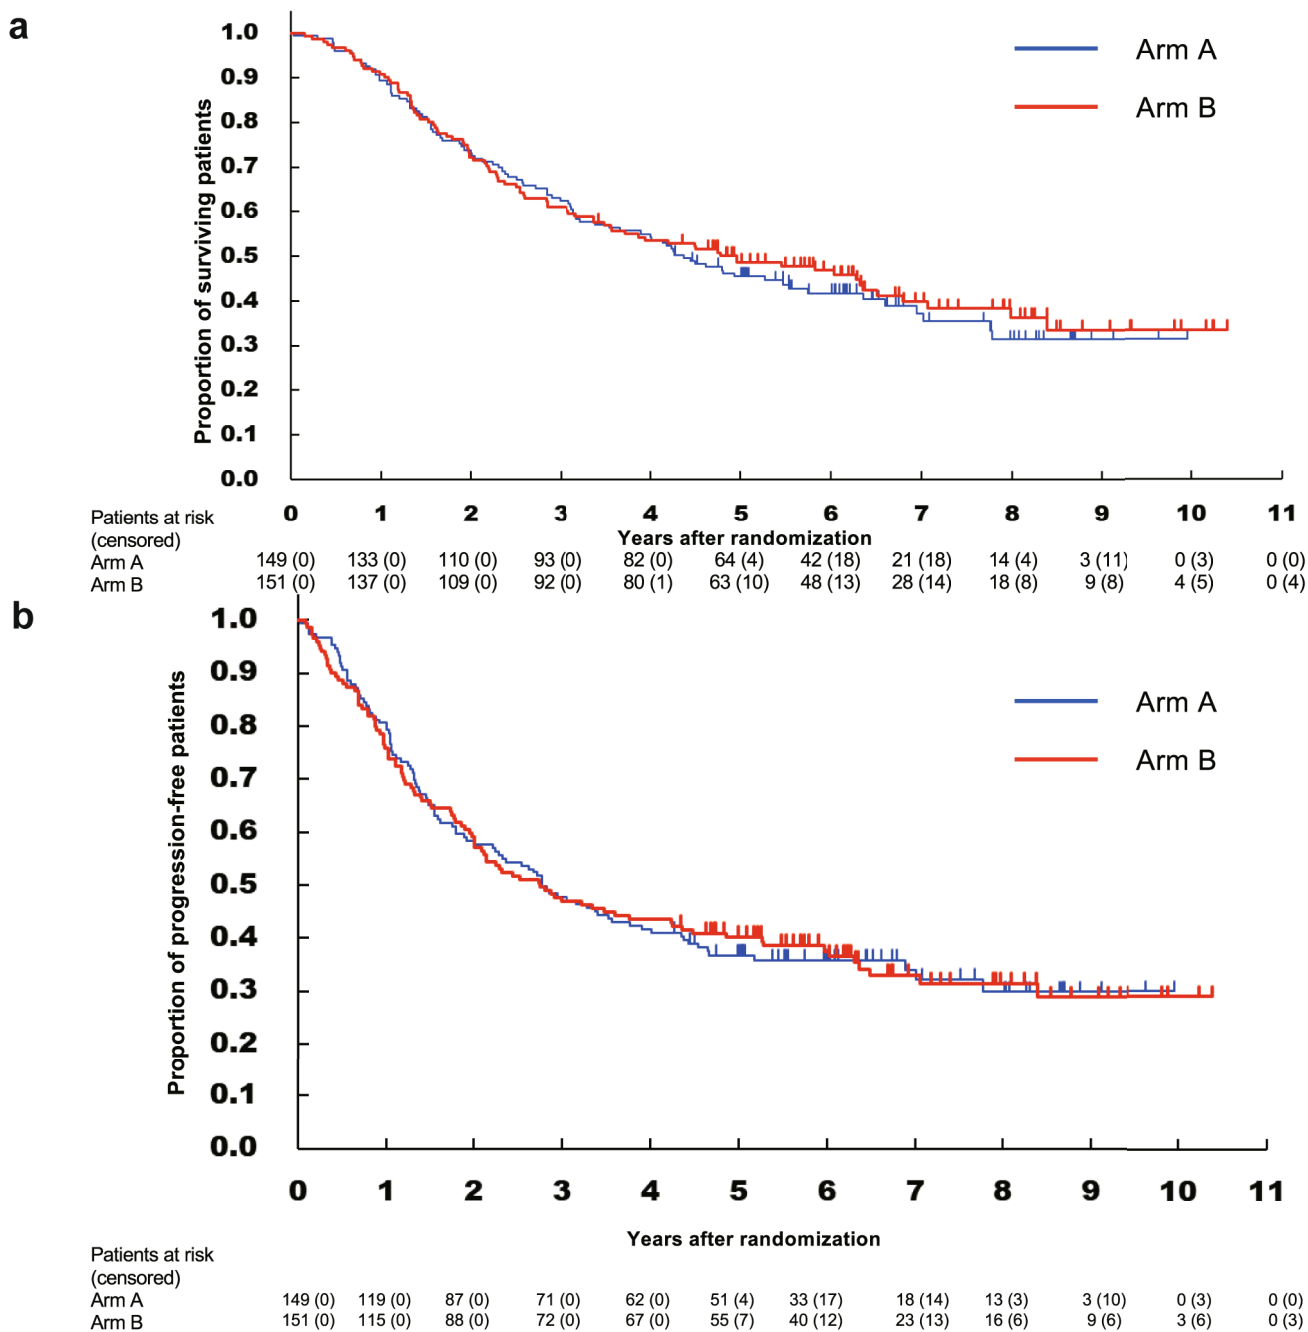 a
Proportion of surviving patients
1.0
0.9
0.8
0.7
0.6
0.5
0.4
0.3
0.2
0.1
0.0
Arm A
Arm B
0 1 2 3 4 5 6 7 8 9 10 11
Years after randomization
Patients at risk
(censored)
Arm A 149 (0) 133 (0) 110 (0) 93 (0) 82 (0) 64 (4) 42 (18) 21 (18) 14 (4) 3 (11) 0 (3) 0 (0)
Arm B 151 (0) 137 (0) 109 (0) 92 (0) 80 (1) 63 (10) 48 (13) 28 (14) 18 (8) 9 (8) 4 (5) 0 (4)
b
Proportion of progression-free patients
1.0
0.9
0.8
0.7
0.6
0.5
0.4
0.3
0.2
0.1
0.0
Arm A
Arm B
0 1 2 3 4 5 6 7 8 9 10 11
Years after randomization
Patients at risk
(censored)
Arm A 149 (0) 119 (0) 87 (0) 71 (0) 62 (0) 51 (4) 33 (17) 18 (14) 13 (3) 3 (10) 0 (3) 0 (0)
Arm B 151 (0) 115 (0) 88 (0) 72 (0) 67 (0) 55 (7) 40 (12) 23 (13) 16 (6) 9 (6) 3 (6) 0 (3)